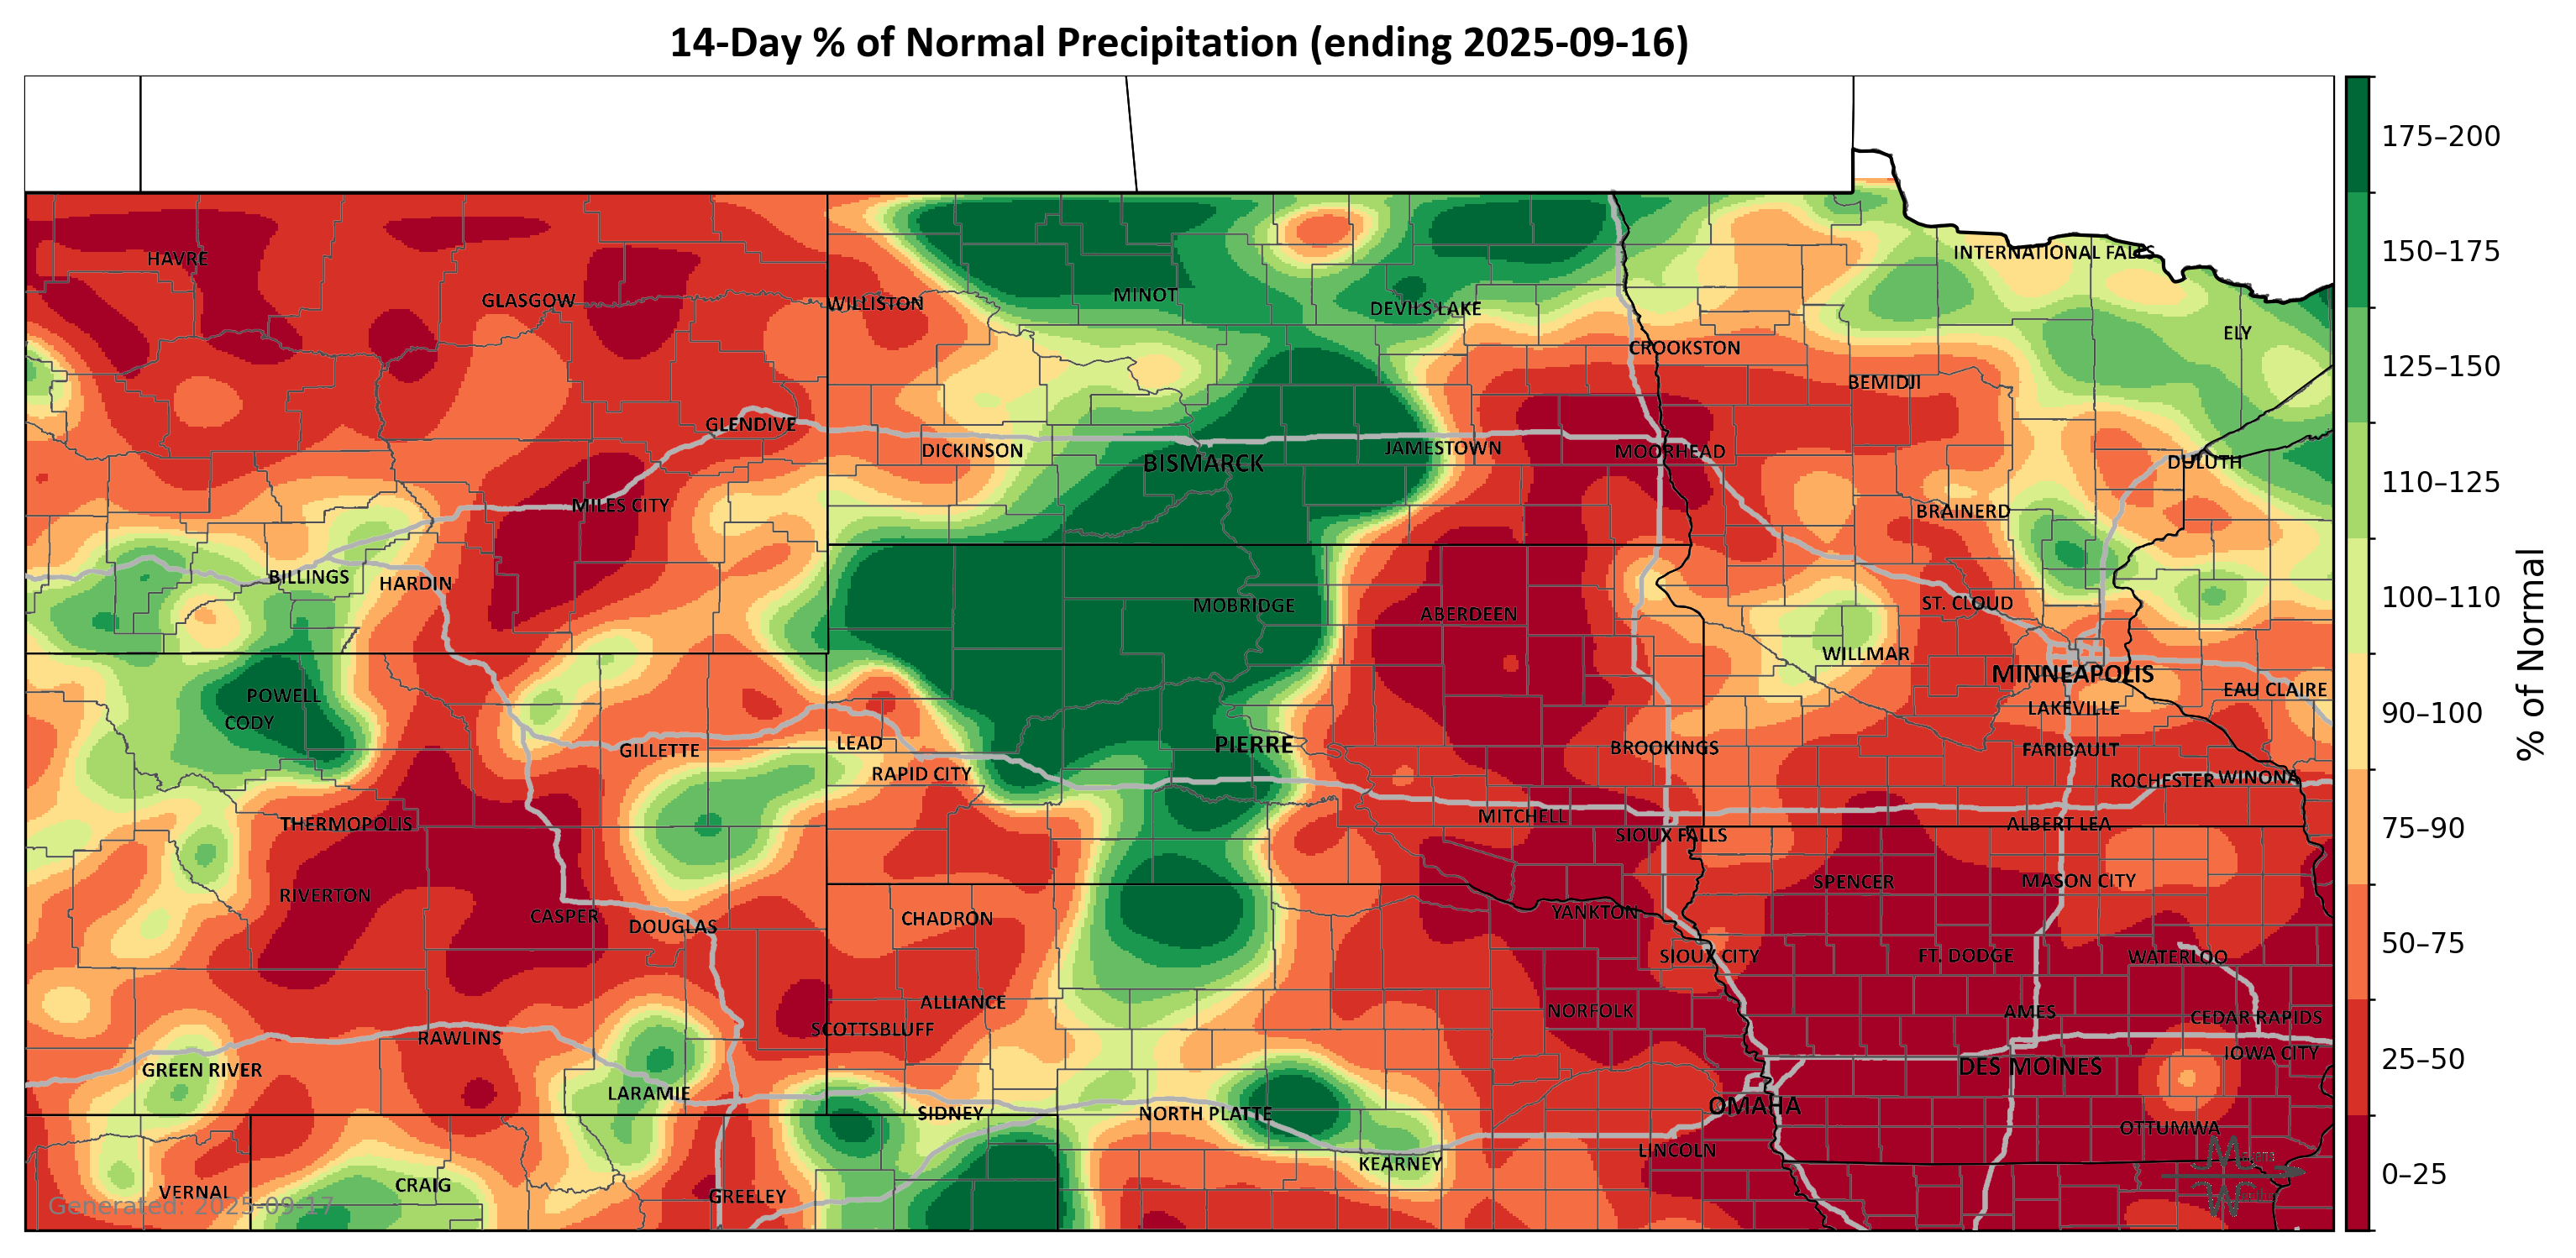 14-Day % of Normal Precipitation (ending 2025-09-16)
175–200
INTERNATIONAL FALLS
HAVRE
150–175
MINOT
GLASGOW
WILLISTON
DEVILS LAKE
ELY
CROOKSTON
125–150
BEMIDJI
GLENDIVE
DICKINSON
JAMESTOWN
MOORHEAD
BISMARCK
DULUTH
110–125
MILES CITY
BRAINERD
BILLINGS
HARDIN
100–110
MOBRIDGE
ST. CLOUD
ABERDEEN
WILLMAR
MINNEAPOLIS
% of Normal
POWELL
EAU CLAIRE
LAKEVILLE
90–100
CODY
LEAD
PIERRE
BROOKINGS
FARIBAULT
GILLETTE
RAPID CITY
ROCHESTER
WINONA
THERMOPOLIS
MITCHELL
ALBERT LEA
75–90
SIOUX FALLS
SPENCER
MASON CITY
RIVERTON
YANKTON
CASPER
CHADRON
DOUGLAS
50–75
SIOUX CITY
FT. DODGE
WATERLOO
ALLIANCE
NORFOLK
AMES
CEDAR RAPIDS
SCOTTSBLUFF
RAWLINS
IOWA CITY
25–50
GREEN RIVER
DES MOINES
LARAMIE
OMAHA
SIDNEY
NORTH PLATTE
OTTUMWA
LINCOLN
KEARNEY
0–25
CRAIG
VERNAL
GREELEY
Generated: 2025-09-17